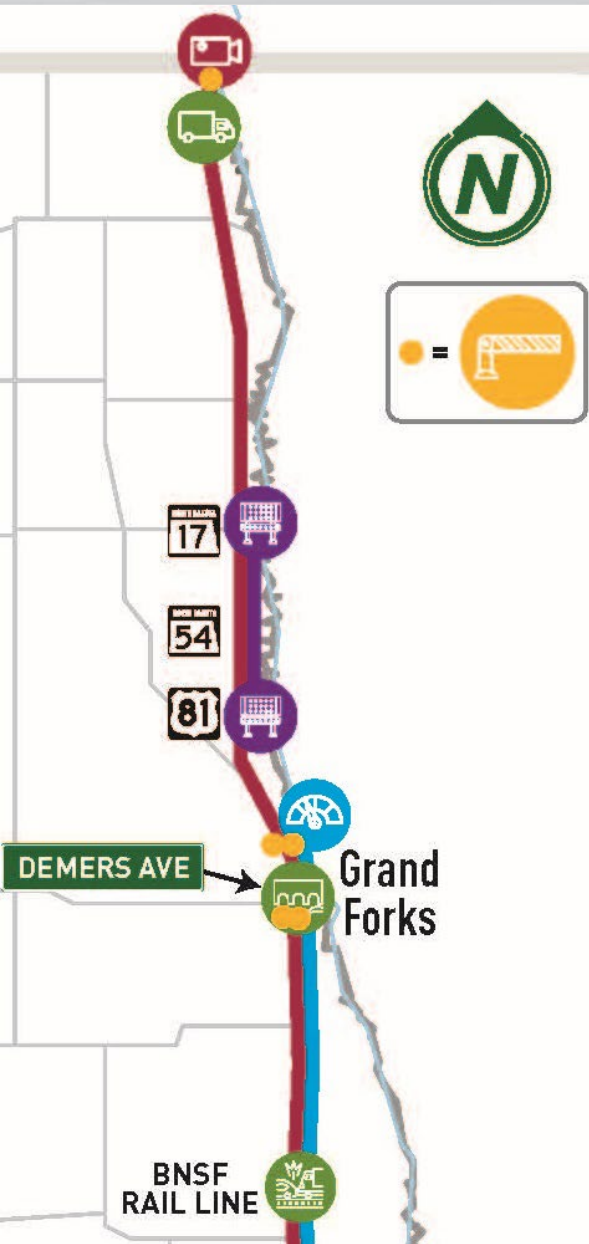 N
=
17
54
81
DEMERS AVE
Grand
Forks
BNSF
RAIL LINE